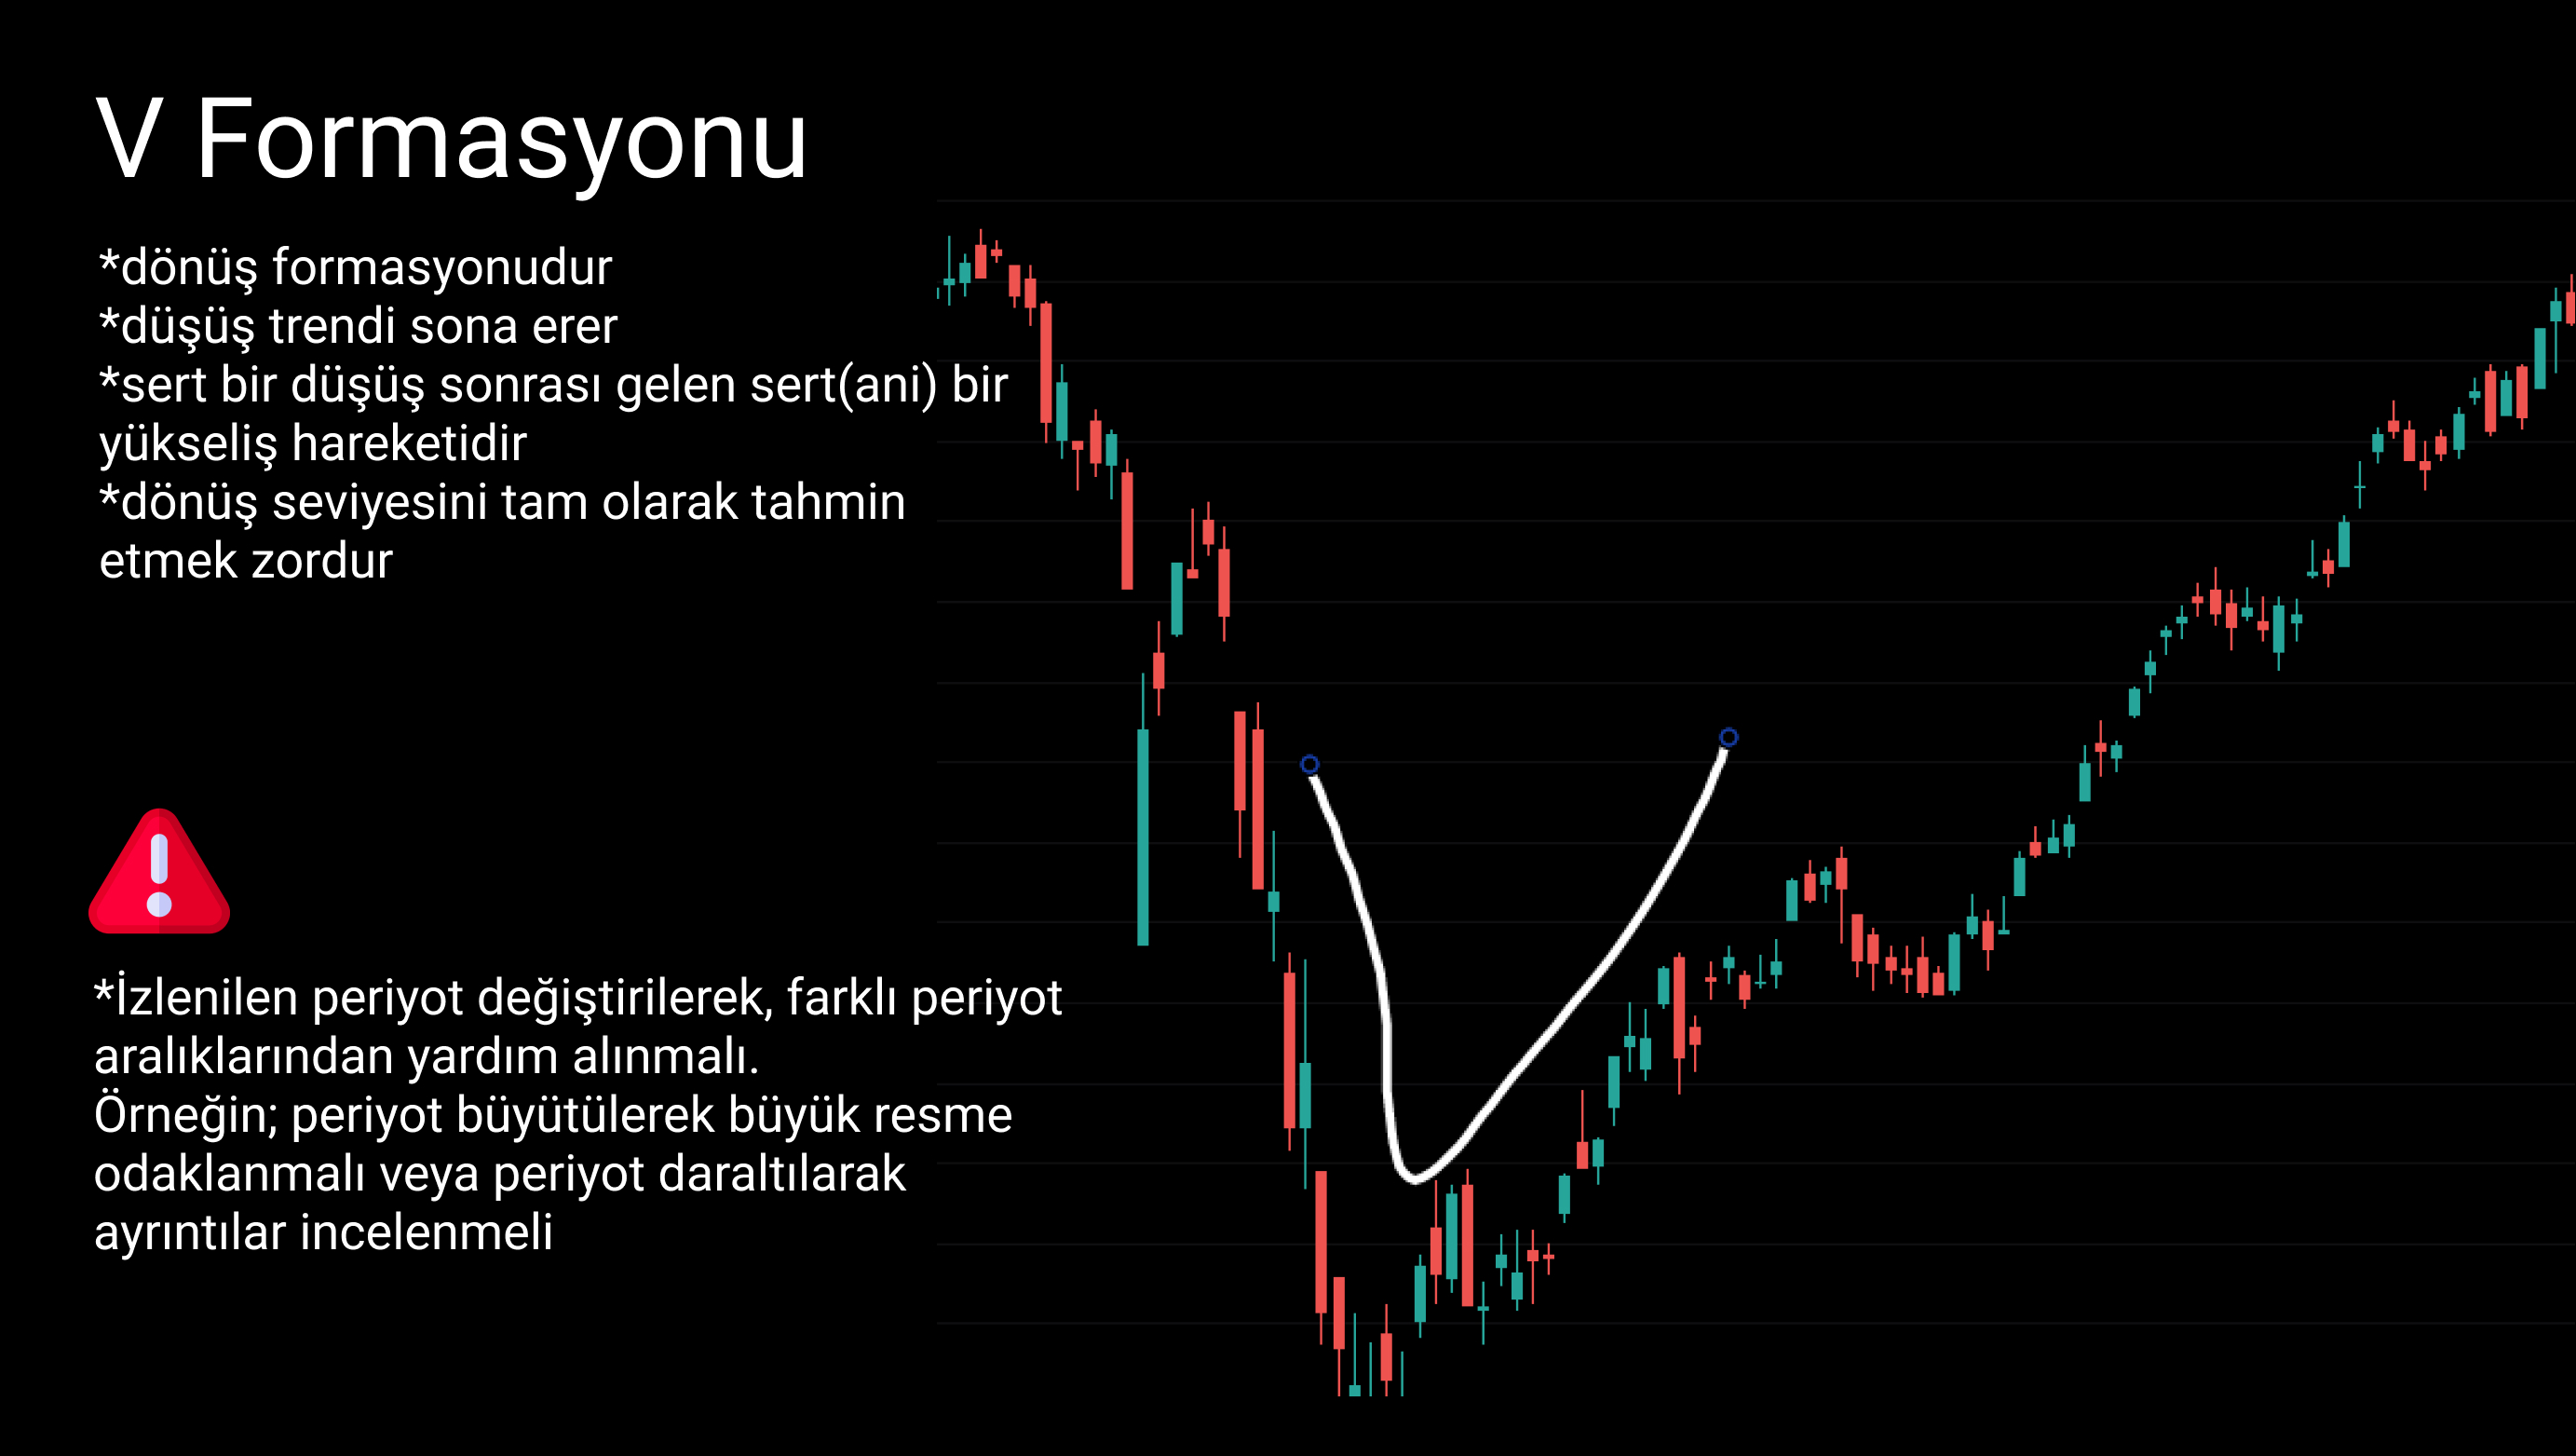 V Formasyonu
*dönüş formasyonudur
*düşüş trendi sona erer
*sert bir düşüş sonrası gelen sert(ani) bir
yükseliş hareketidir
*dönüş seviyesini tam olarak tahmin
etmek zordur
*İzlenilen periyot değiştirilerek, farklı periyot
aralıklarından yardım alınmalı.
Örneğin; periyot büyütülerek büyük resme
odaklanmalı veya periyot daraltılarak
ayrıntılar incelenmeli